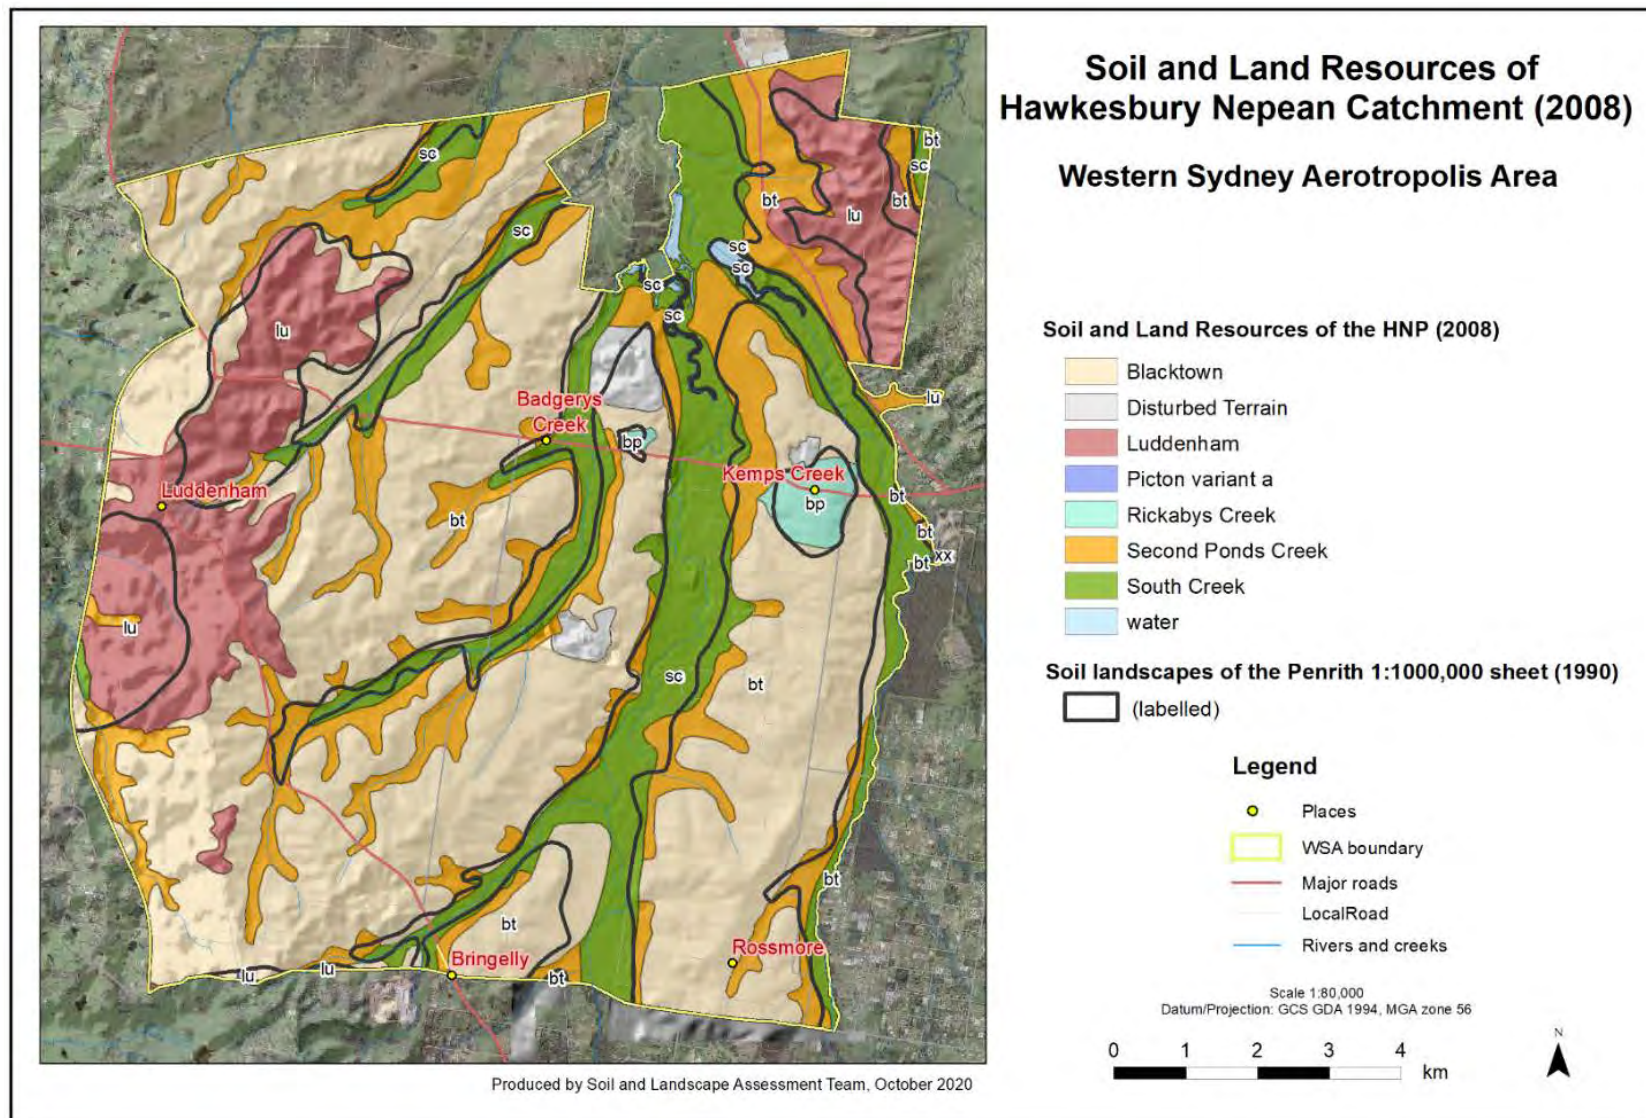 Soil and Land Resources of
Hawkesbury Nepean Catchment (2008)
Western Sydney Aerotropolis Area
bt
sc
sc
bt
bt
lu
sc
sc
sc
sc
sc
lu
lu
Badgerys
Creek
bp
Kemps Creek
bp
Luddenham
bt
bt
bt
xx
bt
lu
sc
bt
bt
bt
Rossmore
Bringelly
lu
lu
bt
Soil and Land Resources of the HNP (2008)
Blacktown
Disturbed Terrain
Luddenham
Picton variant a
Rickabys Creek
Second Ponds Creek
South Creek
water
Soil landscapes of the Penrith 1:1000,000 sheet (1990)
(labelled)
Legend
Places
WSA boundary
Major roads
LocalRoad
Rivers and creeks
Scale 1:80,000
Datum/Projection: GCS GDA 1994, MGA zone 56
N
0 1 2 3 4
km
Produced by Soil and Landscape Assessment Team, October 2020